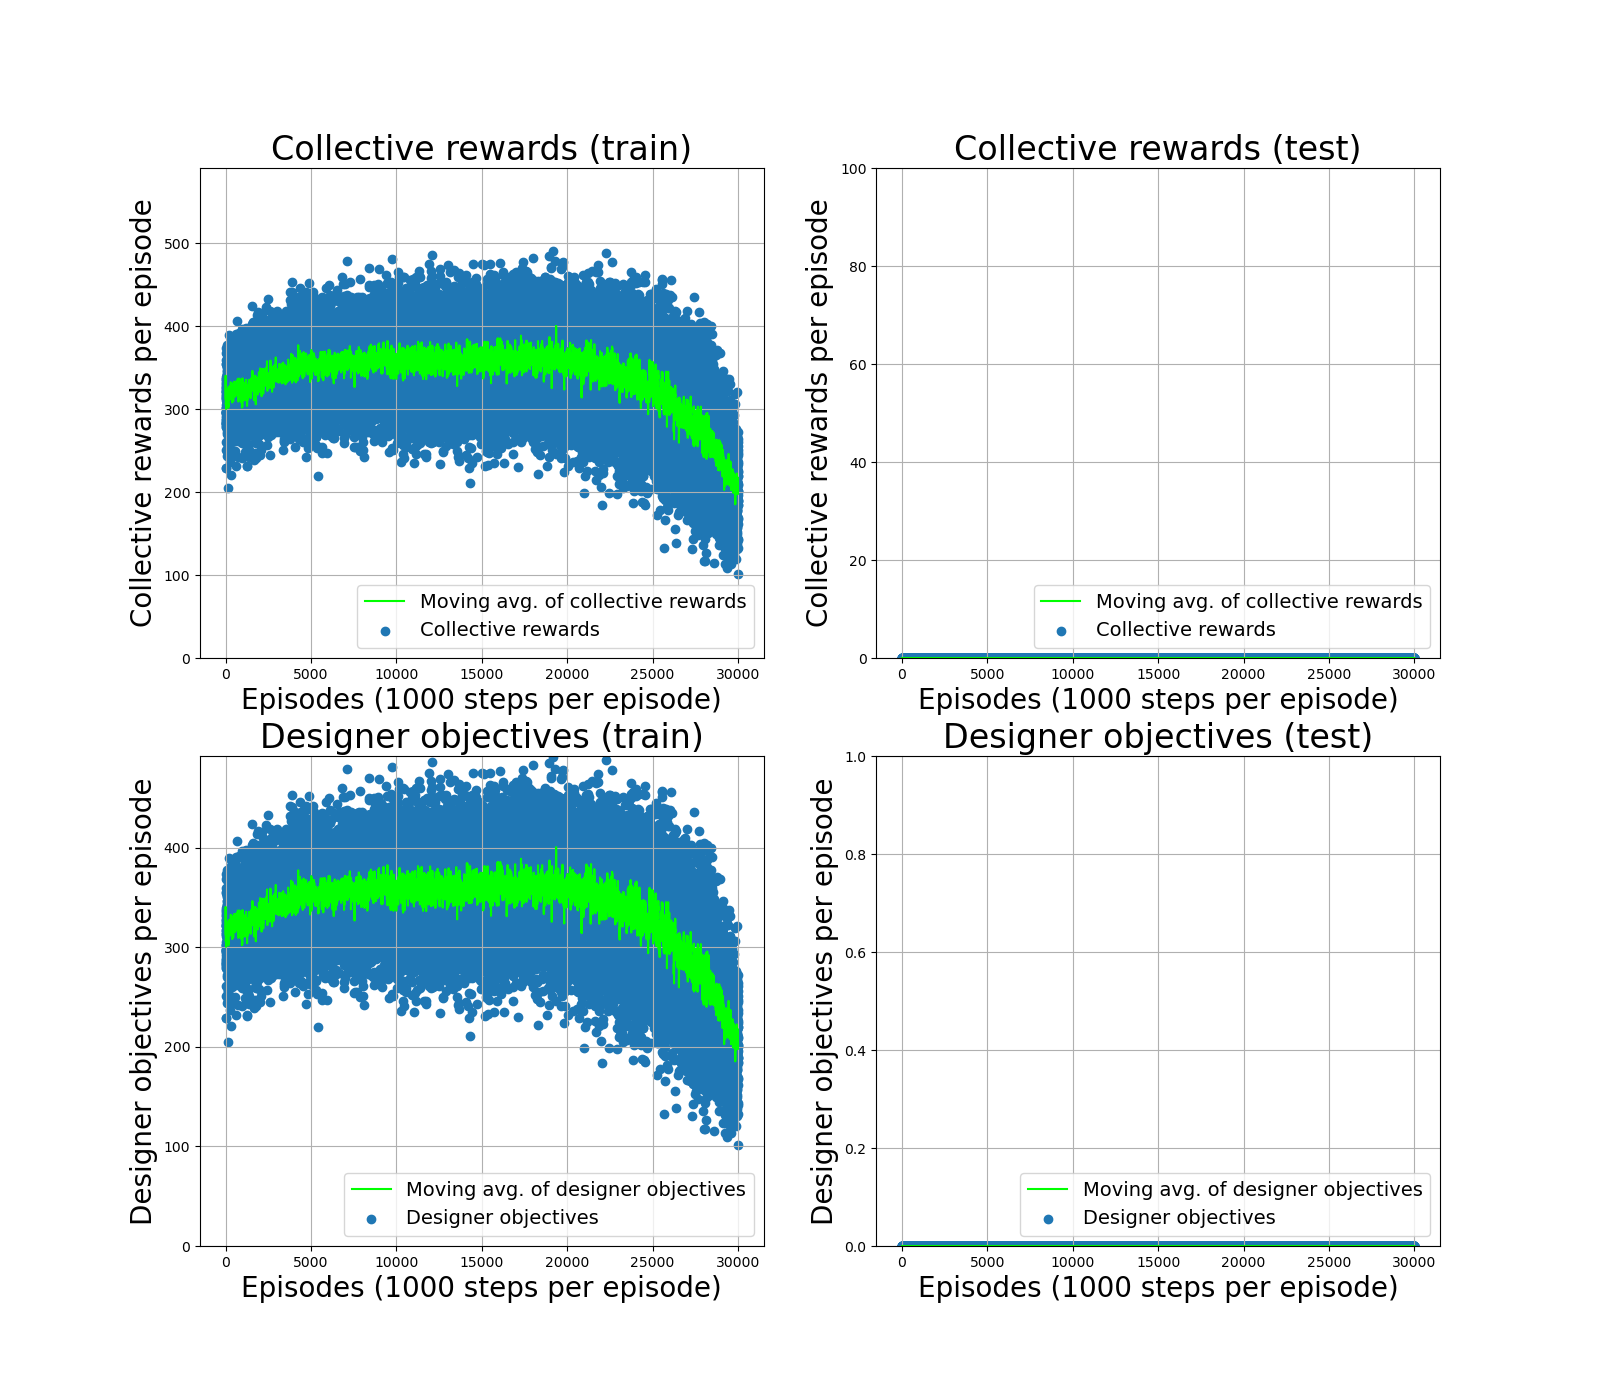 Collective rewards (train)
Collective rewards per episode
500
400
300
200
100
0
0 5000 10000 15000 20000 25000 30000
Moving avg. of collective rewards
Collective rewards
Episodes (1000 steps per episode)
Collective rewards (test)
Collective rewards per episode
100
80
60
40
20
0
0 5000 10000 15000 20000 25000 30000
Moving avg. of collective rewards
Collective rewards
Episodes (1000 steps per episode)
Designer objectives (train)
Designer objectives per episode
400
300
200
100
0
0 5000 10000 15000 20000 25000 30000
Moving avg. of designer objectives
Designer objectives
Episodes (1000 steps per episode)
Designer objectives (test)
Designer objectives per episode
1.0
0.8
0.6
0.4
0.2
0.0
0 5000 10000 15000 20000 25000 30000
Moving avg. of designer objectives
Designer objectives
Episodes (1000 steps per episode)